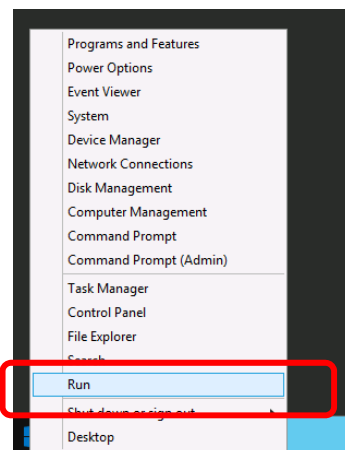 Programs and Features
Power Options
Event Viewer
System
Device Manager
Network Connections
Disk Management
Computer Management
Command Prompt
Command Prompt (Admin)
Task Manager
Control Panel
File Explorer
Search
Run
Shut down or sign out
Desktop